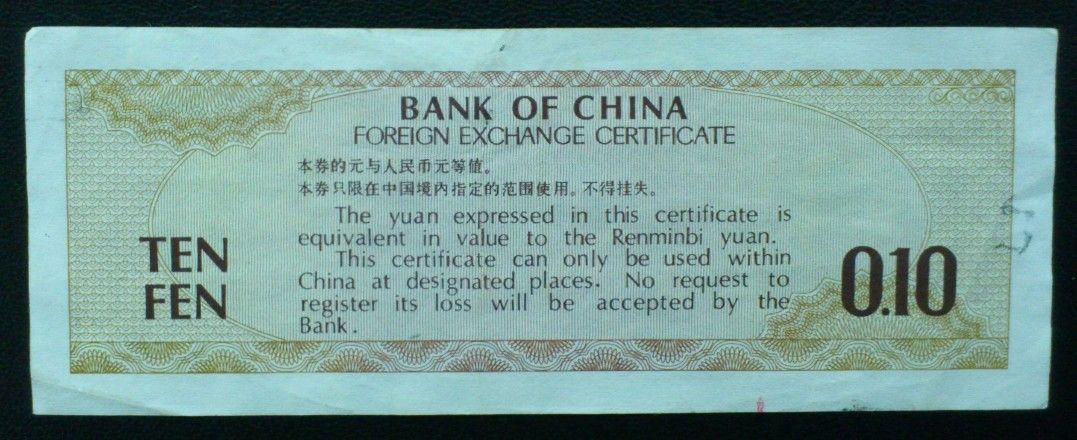 BANK OF CHINA
FOREIGN EXCHANGE CERTIFICATE
本券的元与人民币元等值。
本券只限在中国境内指定的范围使用。不得挂失。
The yuan expressed in this certificate is
equivalent in value to the Renminbi yuan.
This certificate can only be used within
China at designated places. No request to
register its loss will be accepted by the
Bank.
TEN
FEN
0.10